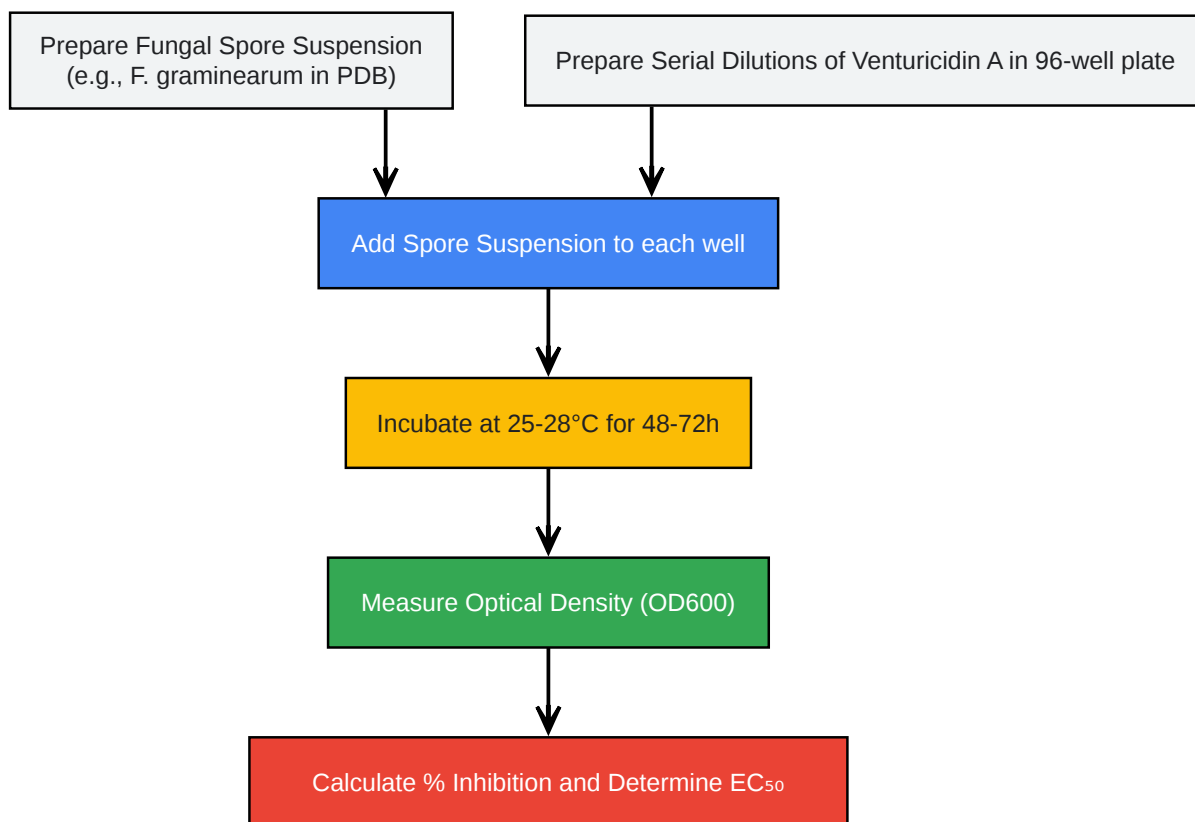 Prepare Fungal Spore Suspension
(e.g., F. graminearum in PDB)
Prepare Serial Dilutions of Venturicidin A in 96-well plate
Add Spore Suspension to each well
Incubate at 25-28°C for 48-72h
Measure Optical Density (OD600)
Calculate % Inhibition and Determine EC₅₀